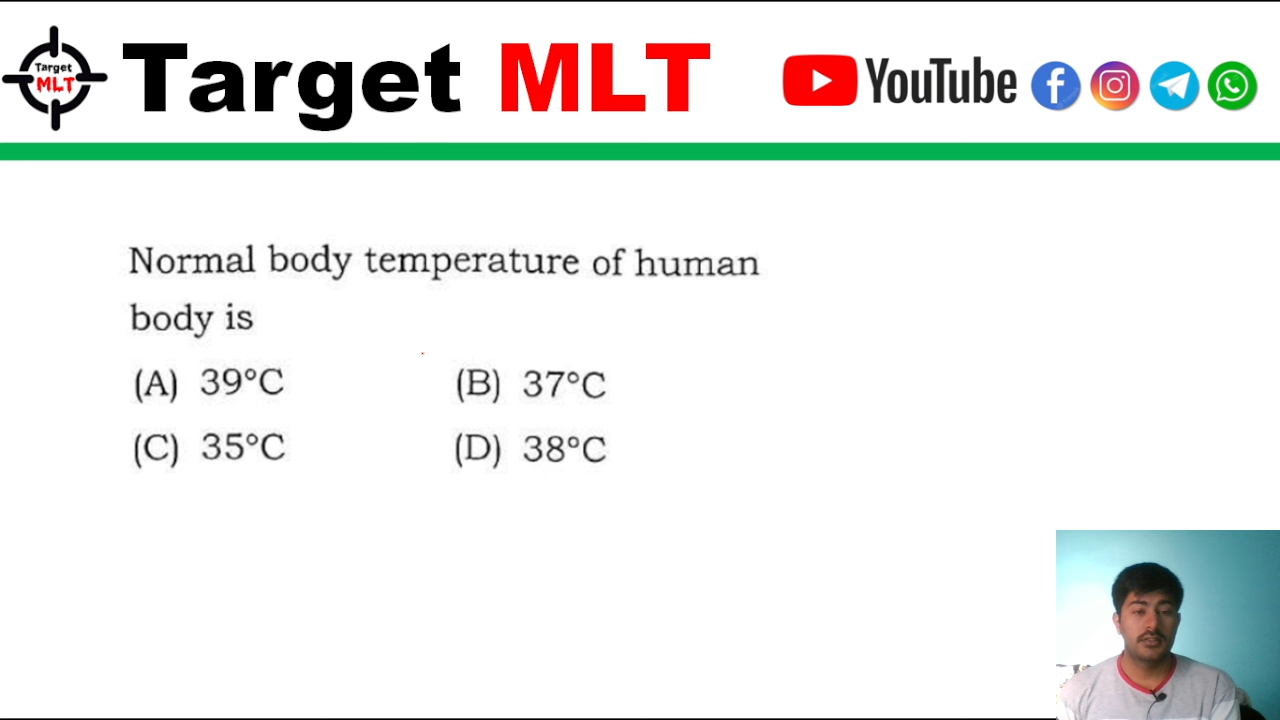 Target
MLT
Target MLT
YouTube
Normal body temperature of human
body is
(A) 39°C (B) 37°C
(C) 35°C (D) 38°C